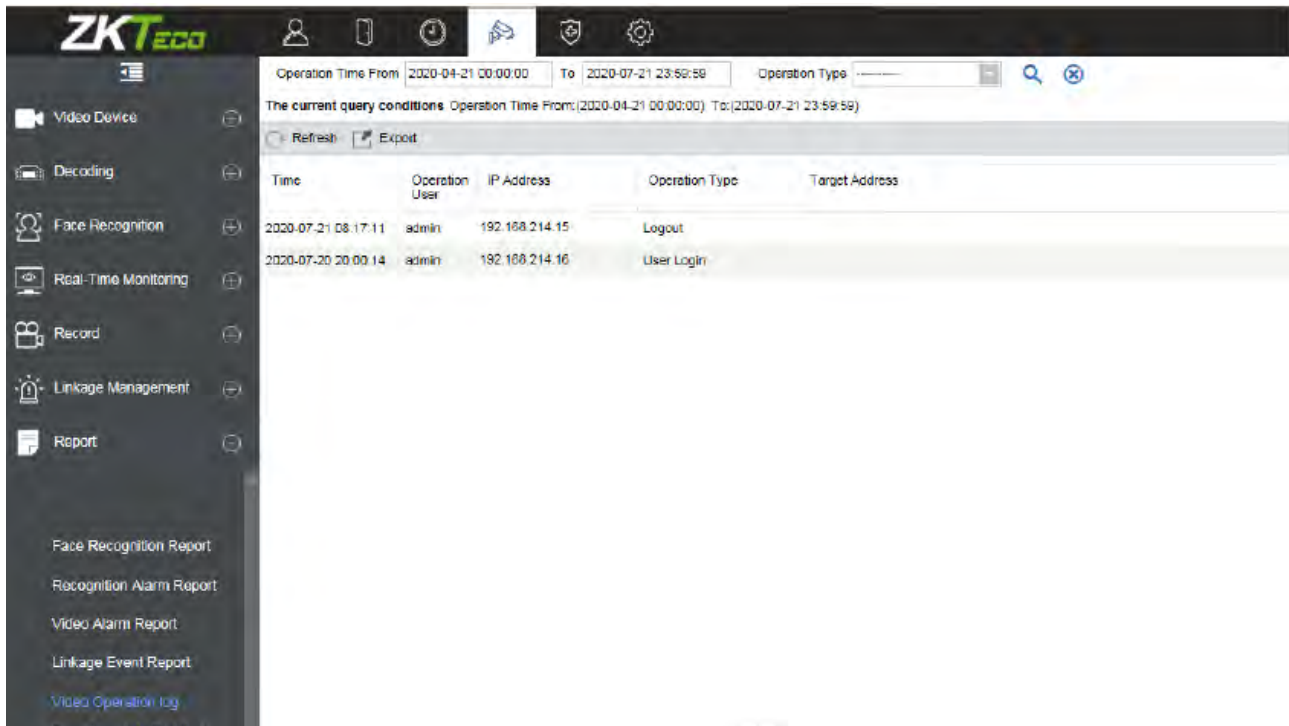 ZKTeco
Operation Time From 2020-04-21 00:00:00 To 2020-07-21 23:59:59 Operation Type ----------
The current query conditions Operation Time From:(2020-04-21 00:00:00) To:(2020-07-21 23:59:59)
Refresh Export
Time Operation User IP Address Operation Type Target Address
2020-07-21 08:17:11 admin 192.168.214.15 Logout
2020-07-20 20:00:14 admin 192.168.214.16 User Login
Video Device
Decoding
Face Recognition
Real-Time Monitoring
Record
Linkage Management
Report
Face Recognition Report
Recognition Alarm Report
Video Alarm Report
Linkage Event Report
Video Operation log